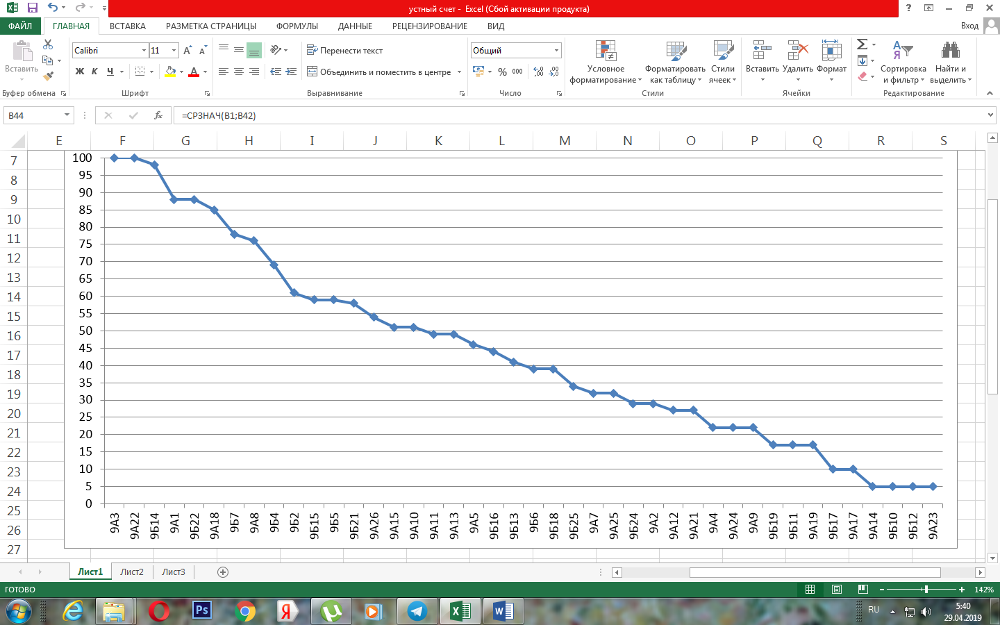 устный счет - Excel (Сбой активации продукта)
ФАЙЛ ГЛАВНАЯ ВСТАВКА РАЗМЕТКА СТРАНИЦЫ ФОРМУЛЫ ДАННЫЕ РЕЦЕНЗИРОВАНИЕ ВИД Вход
Вставить
Calibri 11
Ж К Ч
Перенести текст
Объединить и поместить в центре
Общий
% 000
Условное форматирование
Форматировать как таблицу
Стили ячеек
Вставить Удалить Формат
Сортировка и фильтр
Найти и выделить
Буфер обмена Шрифт Выравнивание Число Стили Ячейки Редактирование
B44 =СРЗНАЧ(B1;B42)
E F G H I J K L M N O P Q R S
7
8
9
10
11
12
13
14
15
16
17
18
19
20
21
22
23
24
25
26
27
100
95
90
85
80
75
70
65
60
55
50
45
40
35
30
25
20
15
10
5
0
9А3 9А22 9Б14 9А1 9Б22 9А18 9Б7 9А8 9Б4 9Б2 9Б15 9Б5 9Б21 9А26 9А15 9А10 9А11 9А13 9А5 9Б16 9Б13 9Б6 9Б18 9Б25 9А7 9А25 9Б24 9А2 9А12 9А21 9А4 9А24 9А9 9Б19 9Б11 9А19 9Б17 9А17 9А14 9Б10 9Б12 9А23
Лист1 Лист2 Лист3
ГОТОВО 142%
RU 5:40
29.04.2019